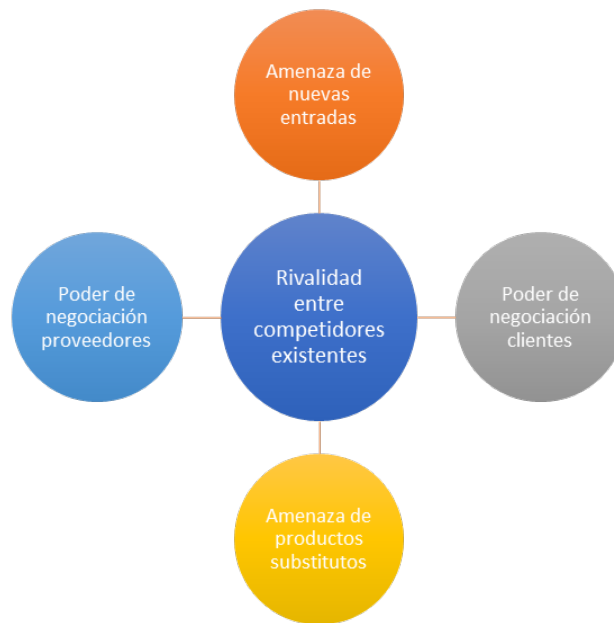 Amenaza de
nuevas
entradas
Poder de
negociación
proveedores
Rivalidad
entre
competidores
existentes
Poder de
negociación
clientes
Amenaza de
productos
substitutos